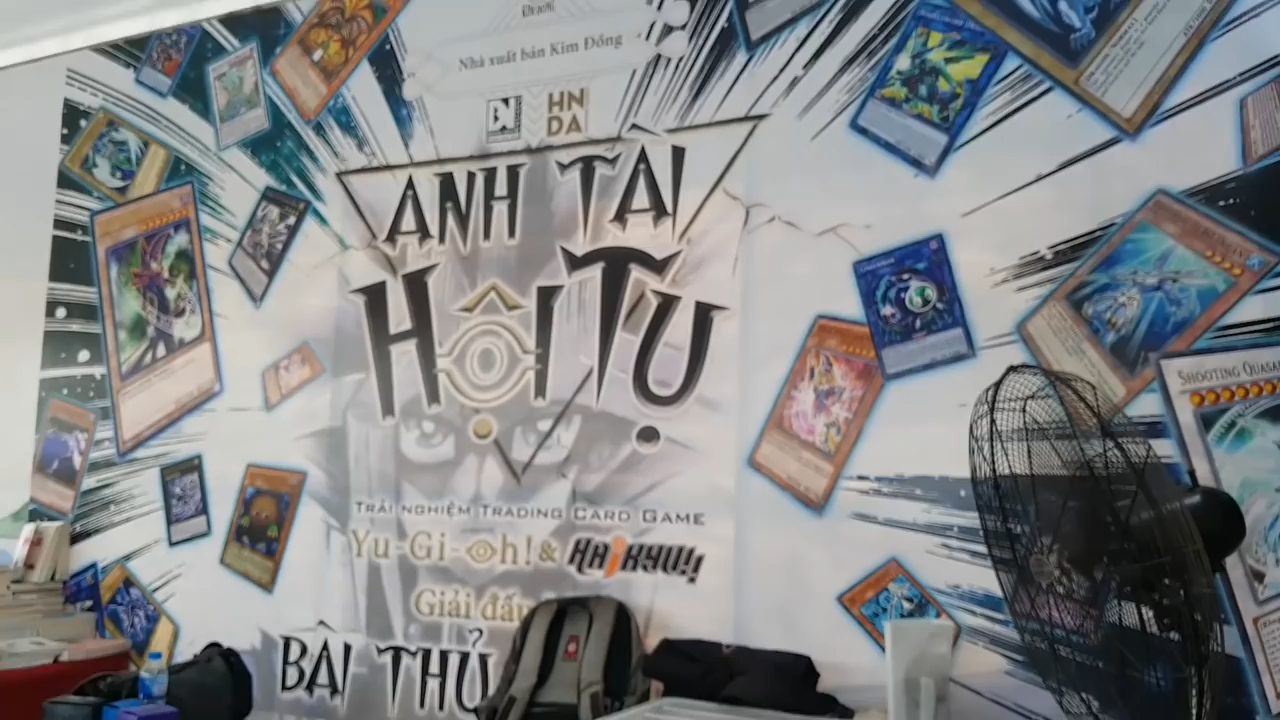 Nhà xuất bản Kim Đồng
HN
DA
ANH TÀI
HỘI TỤ
TRẢI NGHIỆM TRADING CARD GAME
Yu-Gi-Oh! & HAIKYU!!
Giải đấu
BÀI THỦ
SHOOTING QUASA